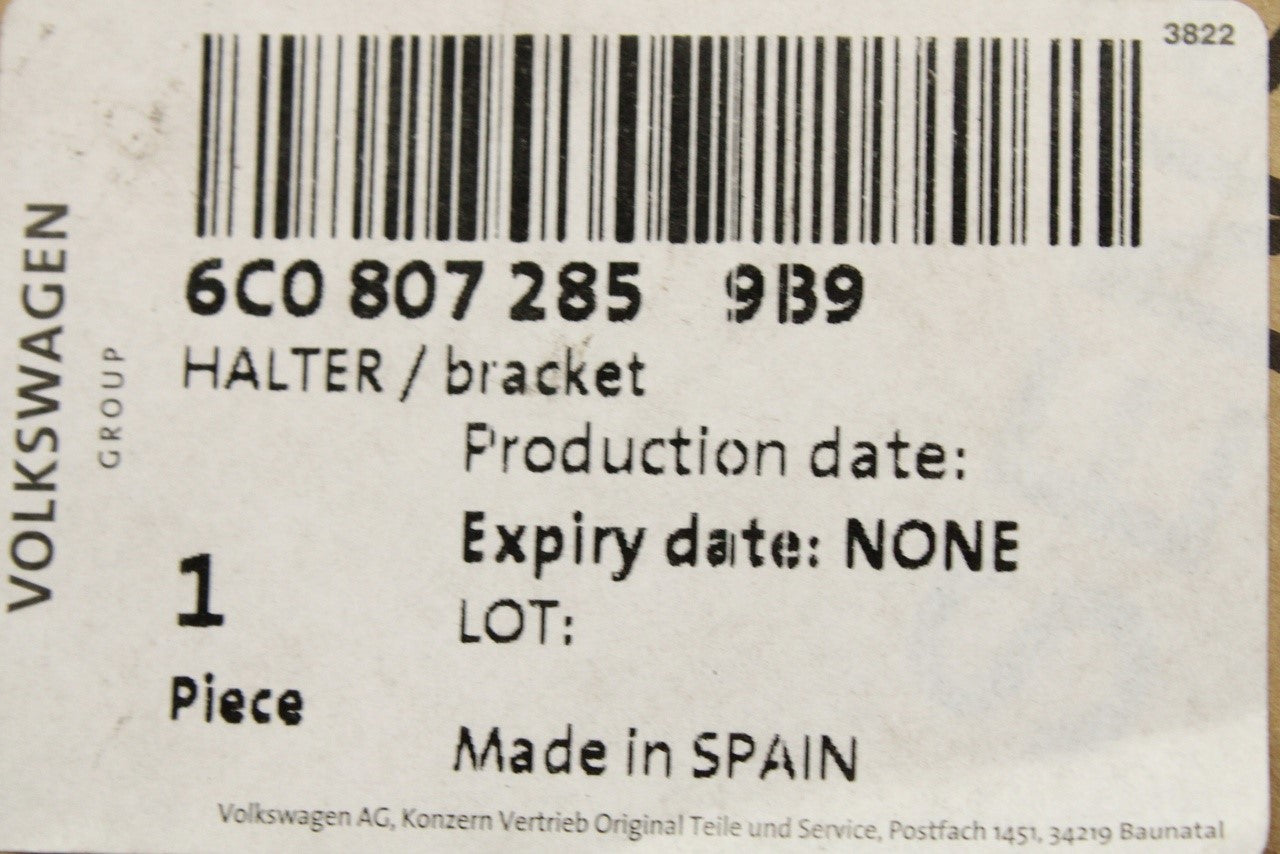 3822
6C0 807 285 9B9
HALTER / bracket
Production date:
Expiry date: NONE
1
LOT:
Piece
Made in SPAIN
Volkswagen AG, Konzern Vertrieb Original Teile und Service, Postfach 1451, 34219 Baunatal
VOLKSWAGEN
GROUP